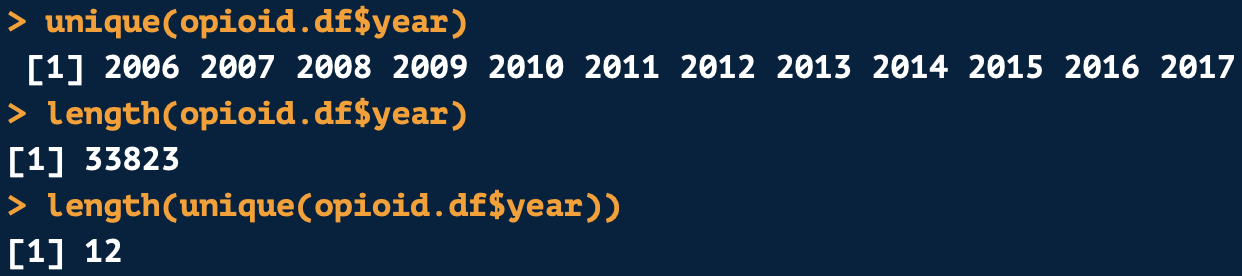 > unique(opioid.df$year)
[1] 2006 2007 2008 2009 2010 2011 2012 2013 2014 2015 2016 2017
> length(opioid.df$year)
[1] 33823
> length(unique(opioid.df$year))
[1] 12